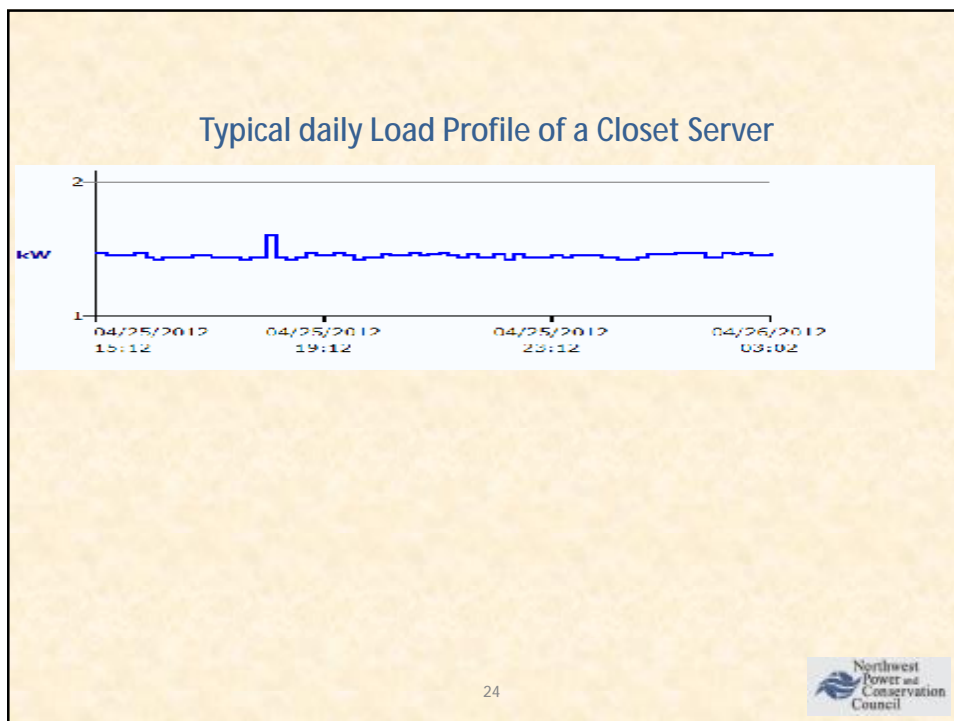 Typical daily Load Profile of a Closet Server
2
kW
1
04/25/2012 04/25/2012 04/25/2012 04/26/2012
15:12 19:12 23:12 03:02
24
Northwest
Power and
Conservation
Council